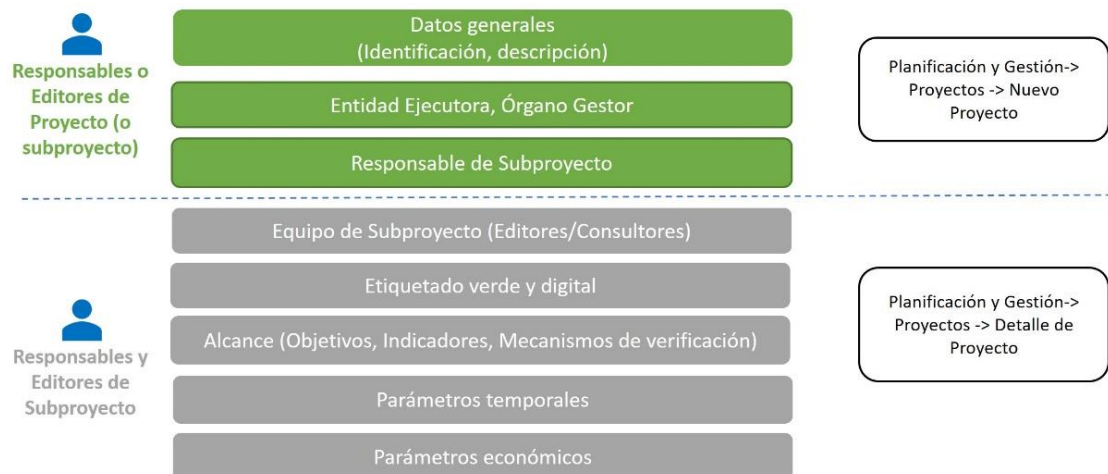 Responsables o
Editores de
Proyecto (o
subproyecto)
Datos generales
(Identificación, descripción)
Entidad Ejecutora, Órgano Gestor
Responsable de Subproyecto
Planificación y Gestión->
Proyectos -> Nuevo
Proyecto
Responsables y
Editores de
Subproyecto
Equipo de Subproyecto (Editores/Consultores)
Etiquetado verde y digital
Alcance (Objetivos, Indicadores, Mecanismos de verificación)
Parámetros temporales
Parámetros económicos
Planificación y Gestión->
Proyectos -> Detalle de
Proyecto